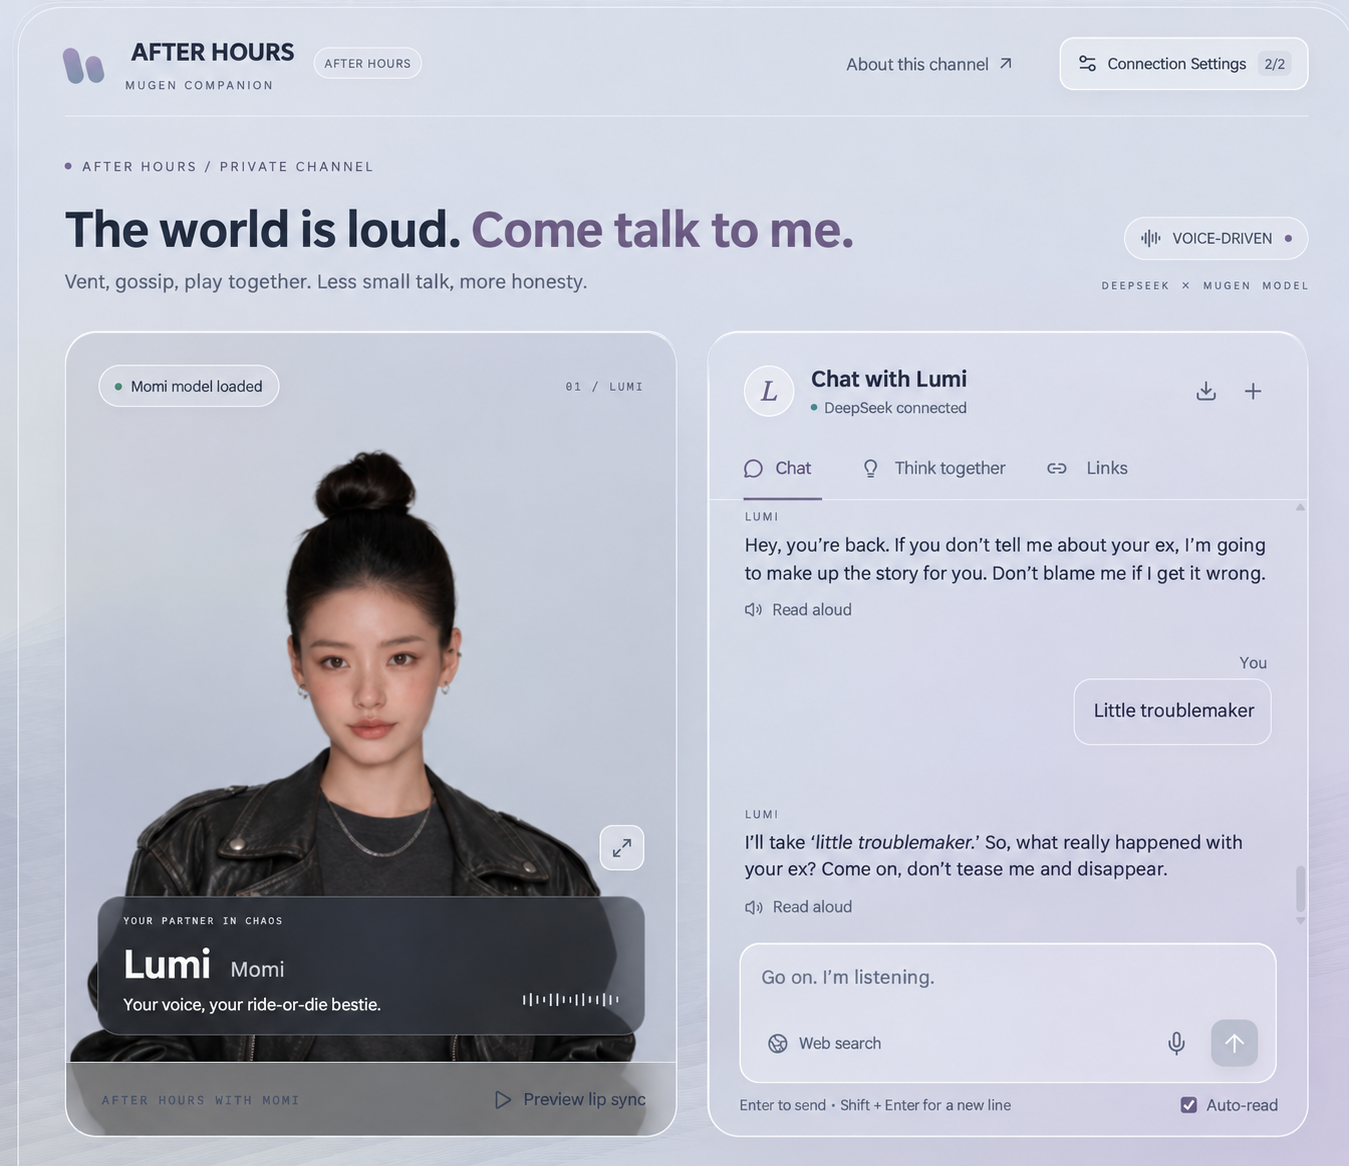 AFTER HOURS
MUGEN COMPANION
AFTER HOURS
About this channel
Connection Settings 2/2
AFTER HOURS / PRIVATE CHANNEL
The world is loud. Come talk to me.
Vent, gossip, play together. Less small talk, more honesty.
VOICE-DRIVEN
DEEPSEEK × MUGEN MODEL
Momi model loaded
01 / LUMI
YOUR PARTNER IN CHAOS
Lumi Momi
Your voice, your ride-or-die bestie.
AFTER HOURS WITH MOMI
Preview lip sync
L
Chat with Lumi
DeepSeek connected
Chat
Think together
Links
LUMI
Hey, you’re back. If you don’t tell me about your ex, I’m going
to make up the story for you. Don’t blame me if I get it wrong.
Read aloud
You
Little troublemaker
LUMI
I’ll take ‘little troublemaker.’ So, what really happened with
your ex? Come on, don’t tease me and disappear.
Read aloud
Go on. I’m listening.
Web search
Enter to send • Shift + Enter for a new line
Auto-read